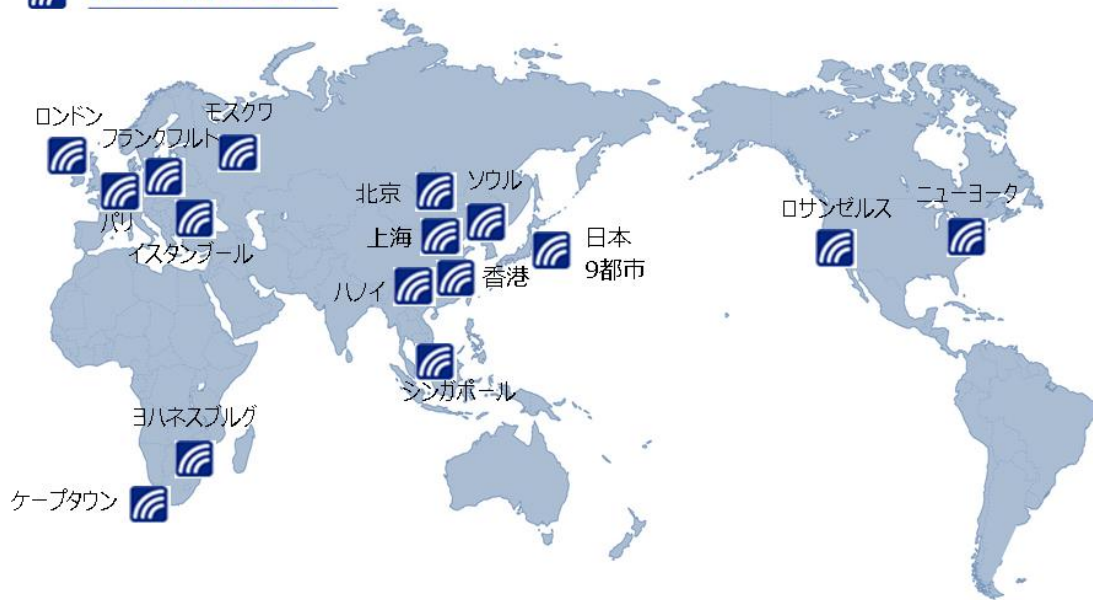 ロンドン
モスクワ
フランクフルト
パリ
イスタンブール
北京
ソウル
上海
日本
9都市
香港
ハノイ
シンガポール
ロサンゼルス
ニューヨータ
ヨハネスブルグ
ケープタウン